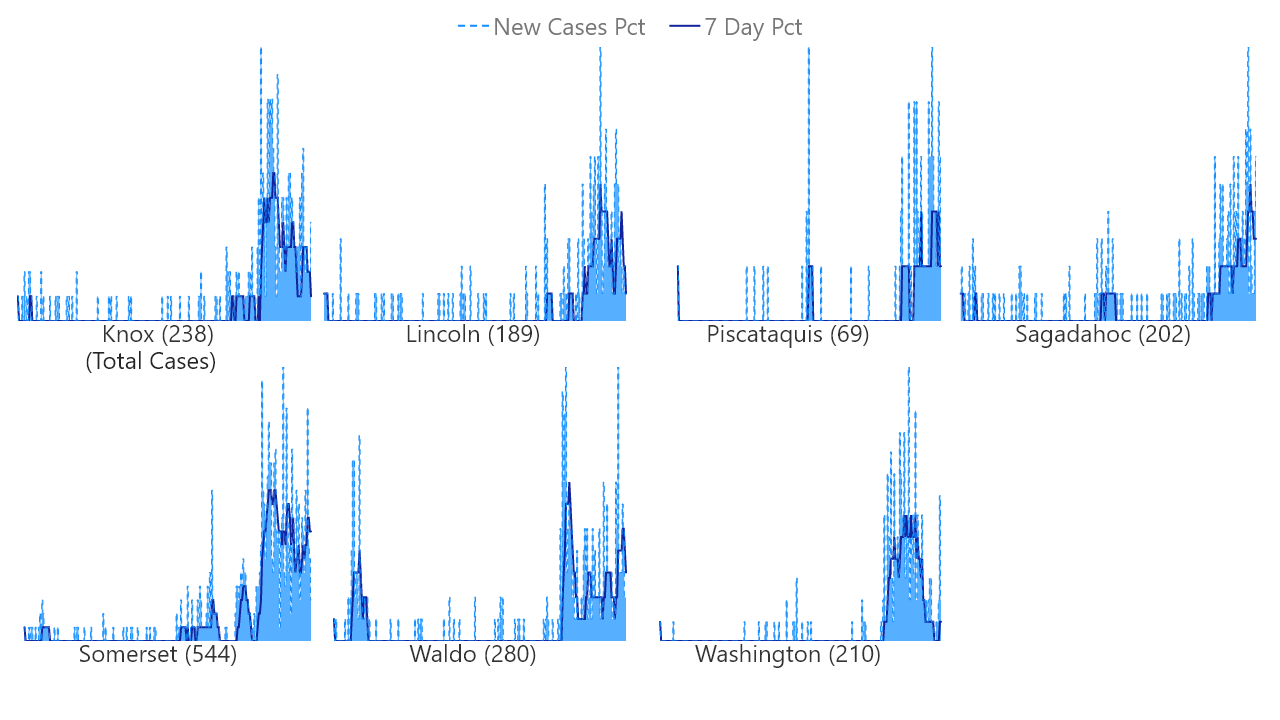 New Cases Pct 7 Day Pct
Knox (238) Lincoln (189) Piscataquis (69) Sagadahoc (202)
(Total Cases)
Somerset (544) Waldo (280) Washington (210)